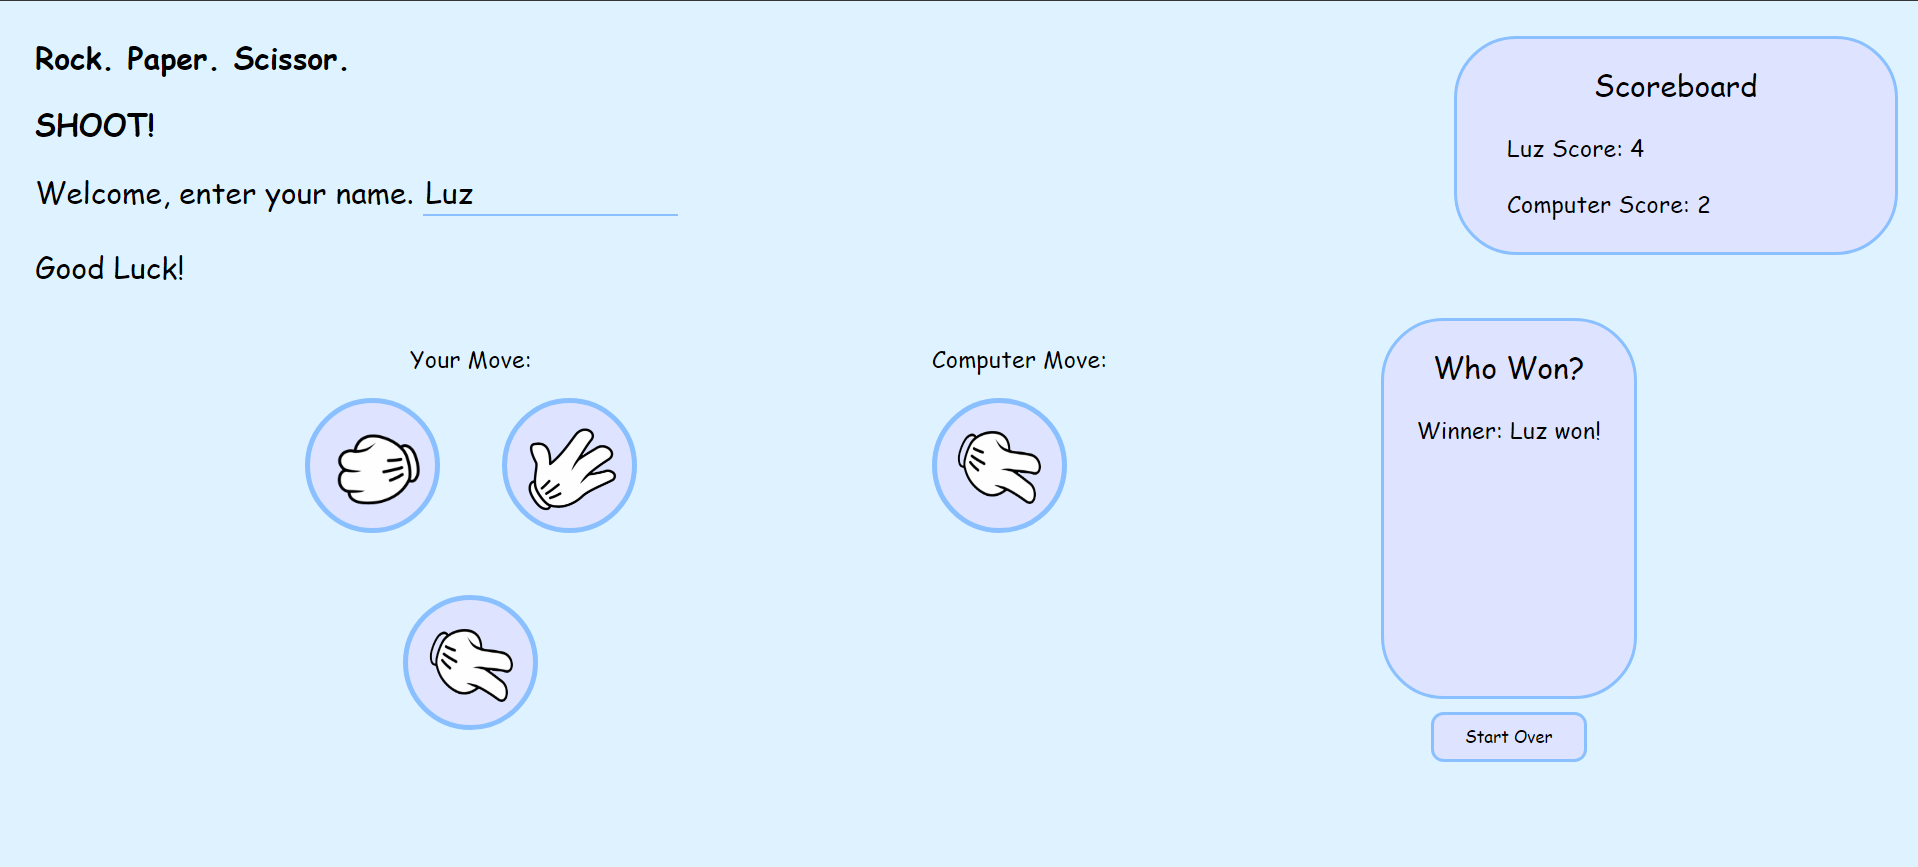 Rock. Paper. Scissor.
SHOOT!
Welcome, enter your name. Luz
Good Luck!
Scoreboard
Luz Score: 4
Computer Score: 2
Your Move:
Computer Move:
Who Won?
Winner: Luz won!
Start Over